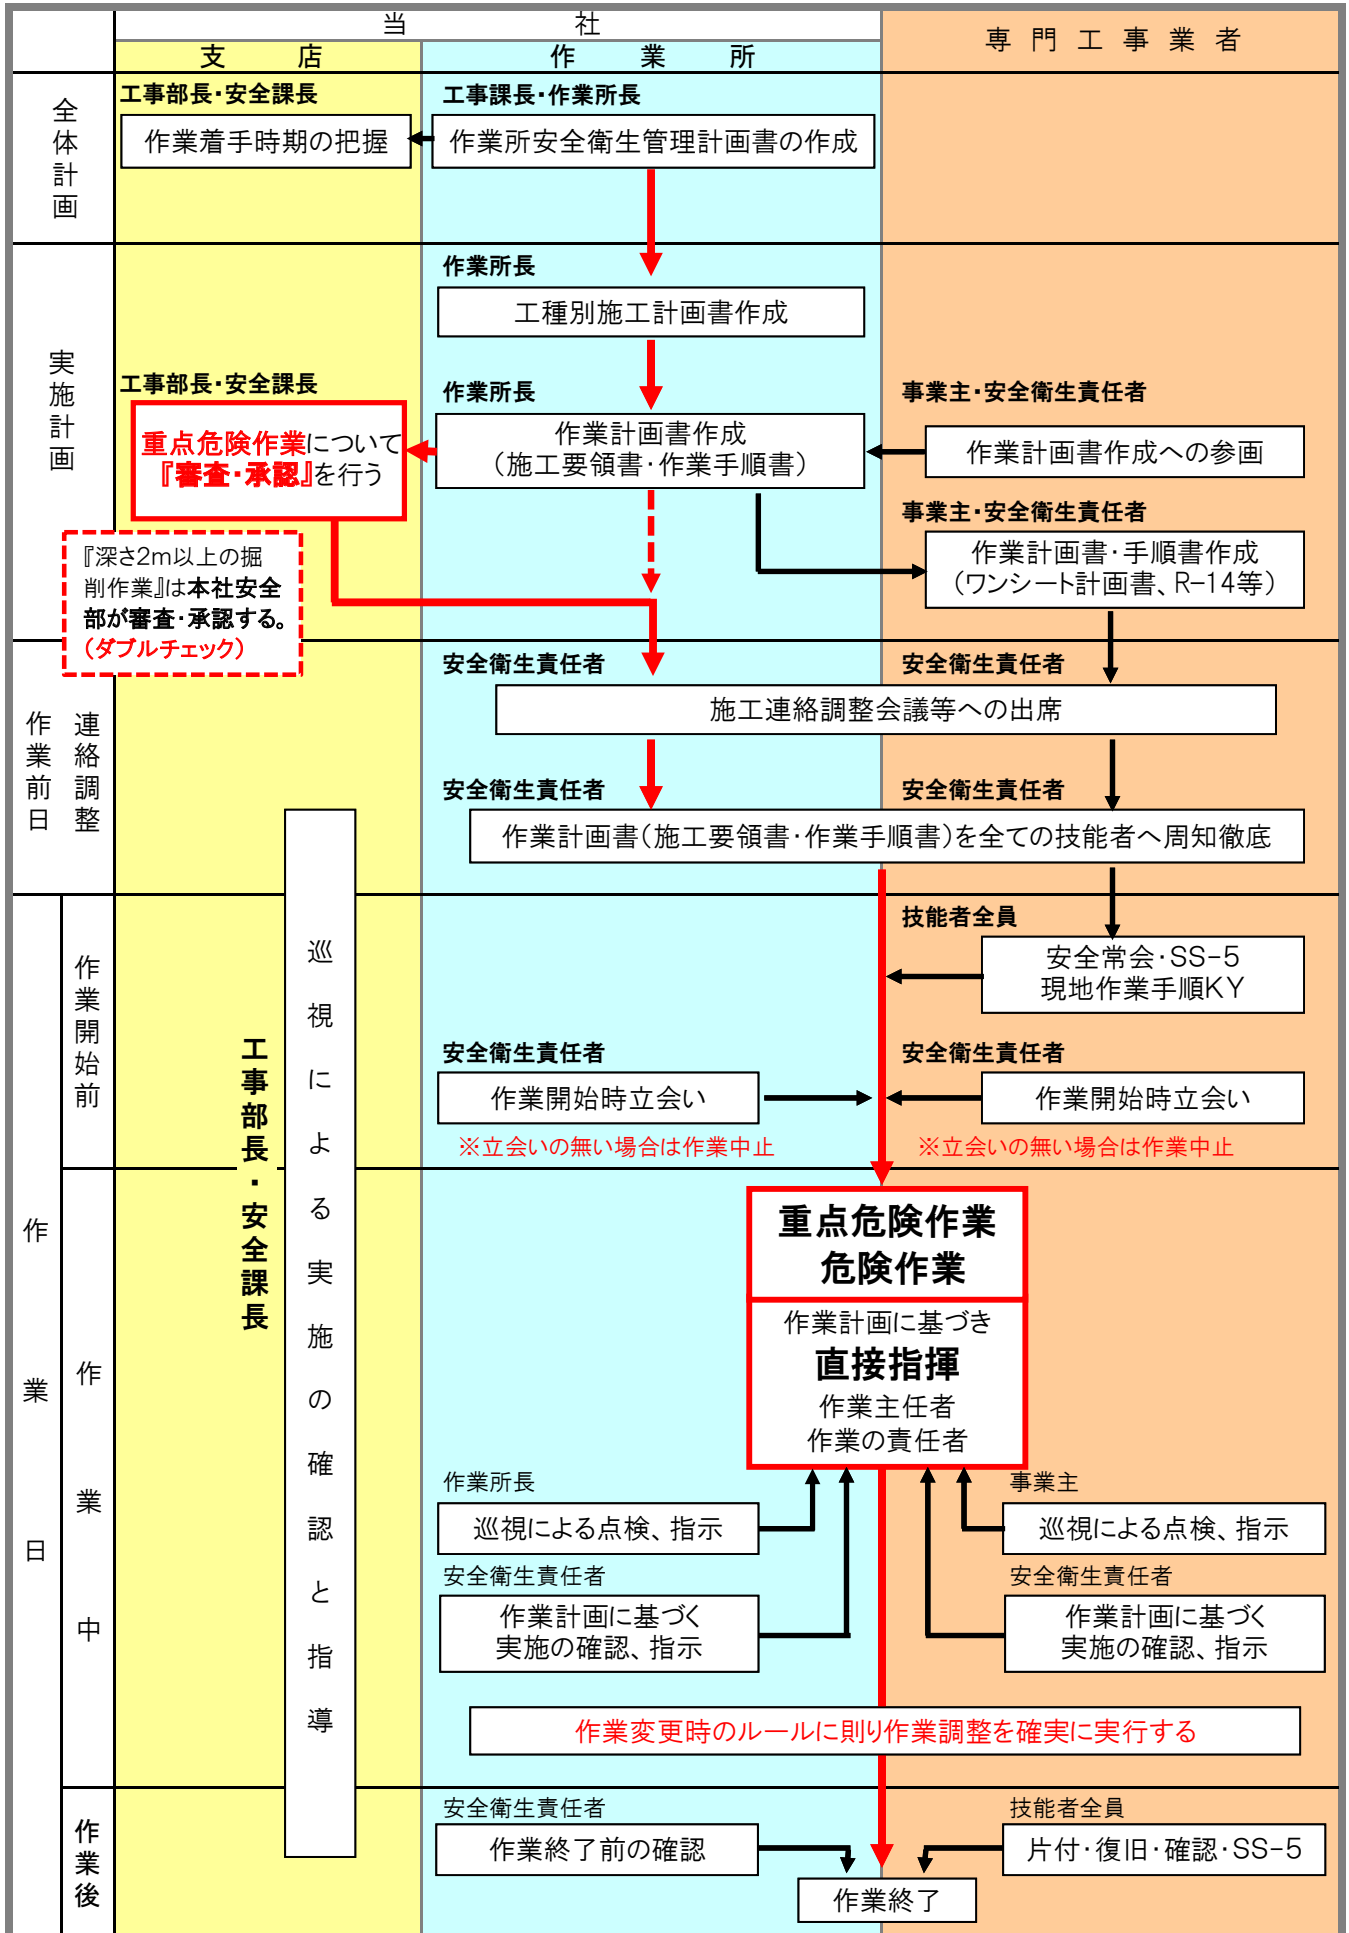 当　社
支　店
作　業　所
専門工事業者
全体計画
工事部長・安全課長
作業着手時期の把握
工事課長・作業所長
作業所安全衛生管理計画書の作成
実施計画
作業所長
工種別施工計画書作成
工事部長・安全課長
重点危険作業について
『審査・承認』を行う
作業所長
作業計画書作成
（施工要領書・作業手順書）
事業主・安全衛生責任者
作業計画書作成への参画
事業主・安全衛生責任者
作業計画書・手順書作成
（ワンシート計画書、R-14等）
『深さ2m以上の掘
削作業』は本社安全
部が審査・承認する。
（ダブルチェック）
作業前日
連絡調整
安全衛生責任者
安全衛生責任者
施工連絡調整会議等への出席
安全衛生責任者
安全衛生責任者
作業計画書（施工要領書・作業手順書）を全ての技能者へ周知徹底
作業日
作業開始前
工事部長・安全課長
巡視による実施の確認と指導
技能者全員
安全常会・SS-5
現地作業手順KY
安全衛生責任者
作業開始時立会い
※立会いの無い場合は作業中止
安全衛生責任者
作業開始時立会い
※立会いの無い場合は作業中止
作業中
重点危険作業
危険作業
作業計画に基づき
直接指揮
作業主任者
作業の責任者
作業所長
巡視による点検、指示
事業主
巡視による点検、指示
安全衛生責任者
作業計画に基づく
実施の確認、指示
安全衛生責任者
作業計画に基づく
実施の確認、指示
作業変更時のルールに則り作業調整を確実に実行する
作業後
安全衛生責任者
作業終了前の確認
技能者全員
片付・復旧・確認・SS-5
作業終了